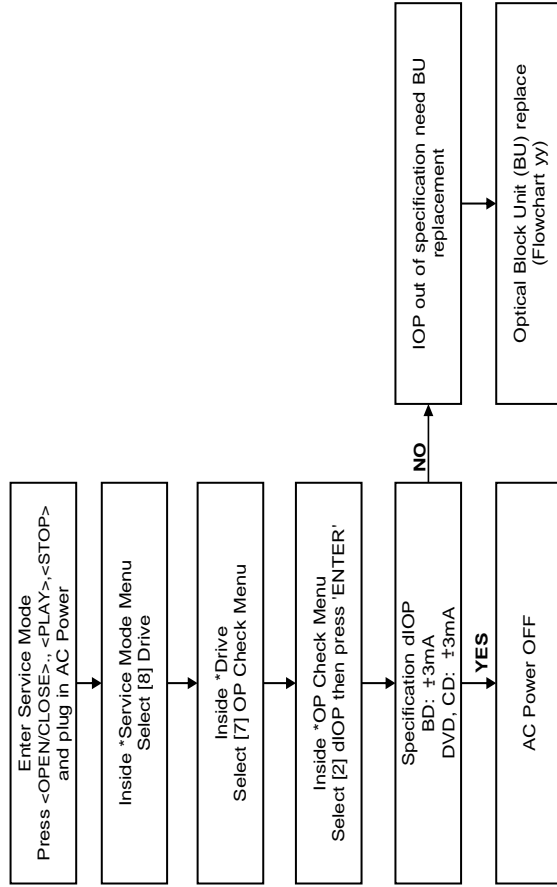 Enter Service Mode
Press <OPEN/CLOSE>., <PLAY>,<STOP>
and plug in AC Power
Inside *Service Mode Menu
Select [8] Drive
Inside *Drive
Select [7] OP Check Menu
Inside *OP Check Menu
Select [2] dIOP then press 'ENTER'
Specification dIOP
BD: ±3mA
DVD, CD: ±3mA
NO
IOP out of specification need BU
replacement
Optical Block Unit (BU) replace
(Flowchart yy)
YES
AC Power OFF